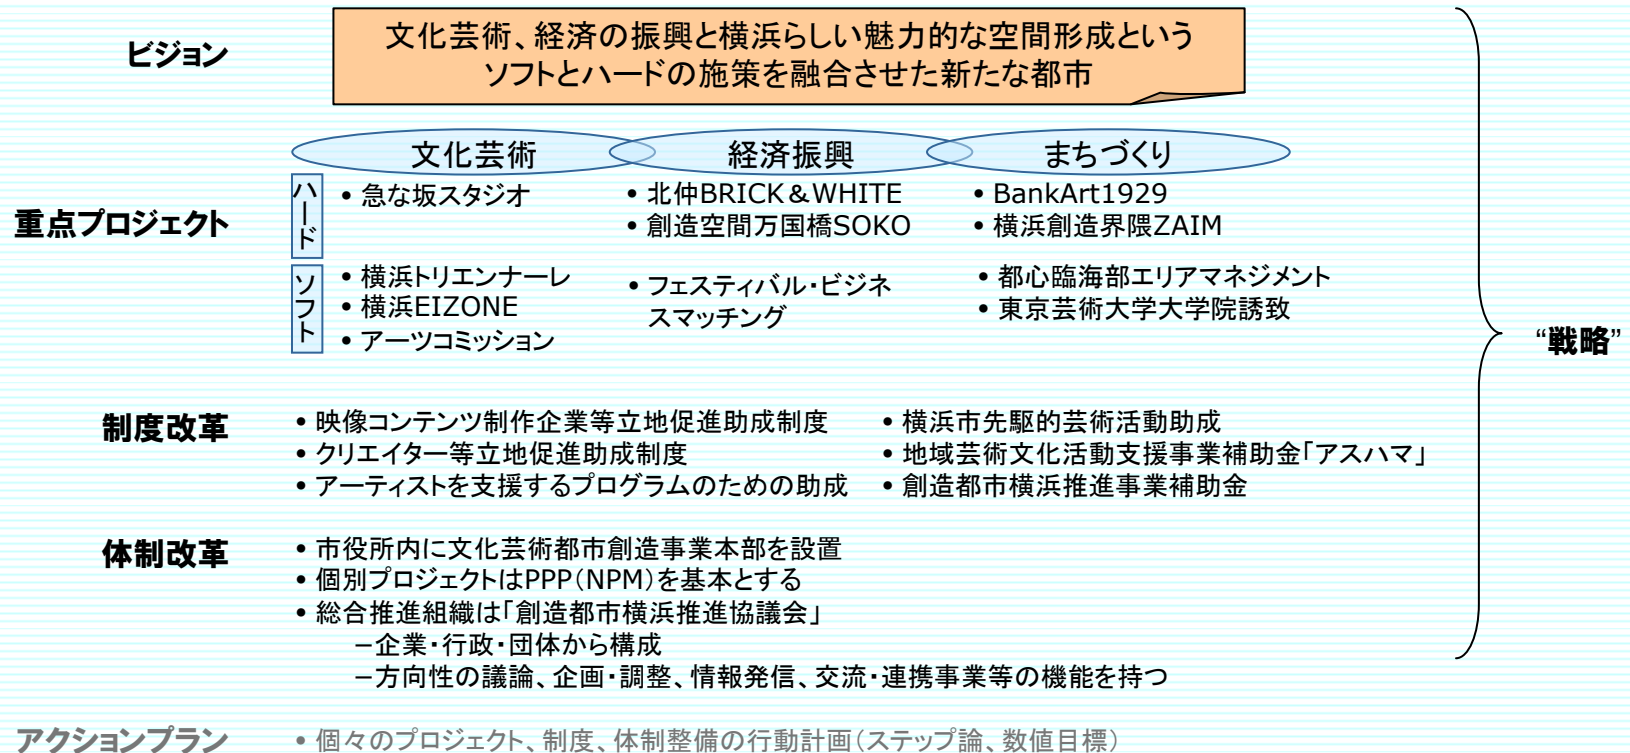 ビジョン
文化芸術、経済の振興と横浜らしい魅力的な空間形成という
ソフトとハードの施策を融合させた新たな都市
文化芸術
経済振興
まちづくり
重点プロジェクト
ハード
• 急な坂スタジオ
• 北仲BRICK＆WHITE
• 創造空間万国橋SOKO
• BankArt1929
• 横浜創造界隈ZAIM
ソフト
• 横浜トリエンナーレ
• 横浜EIZONE
• アーツコミッション
• フェスティバル・ビジネ
スマッチング
• 都心臨海部エリアマネジメント
• 東京芸術大学大学院誘致
“戦略”
制度改革
• 映像コンテンツ制作企業等立地促進助成制度
• クリエイター等立地促進助成制度
• アーティストを支援するプログラムのための助成
• 横浜市先駆的芸術活動助成
• 地域芸術文化活動支援事業補助金「アスハマ」
• 創造都市横浜推進事業補助金
体制改革
• 市役所内に文化芸術都市創造事業本部を設置
• 個別プロジェクトはPPP（NPM）を基本とする
• 総合推進組織は「創造都市横浜推進協議会」
－企業・行政・団体から構成
－方向性の議論、企画・調整、情報発信、交流・連携事業等の機能を持つ
アクションプラン
• 個々のプロジェクト、制度、体制整備の行動計画（ステップ論、数値目標）